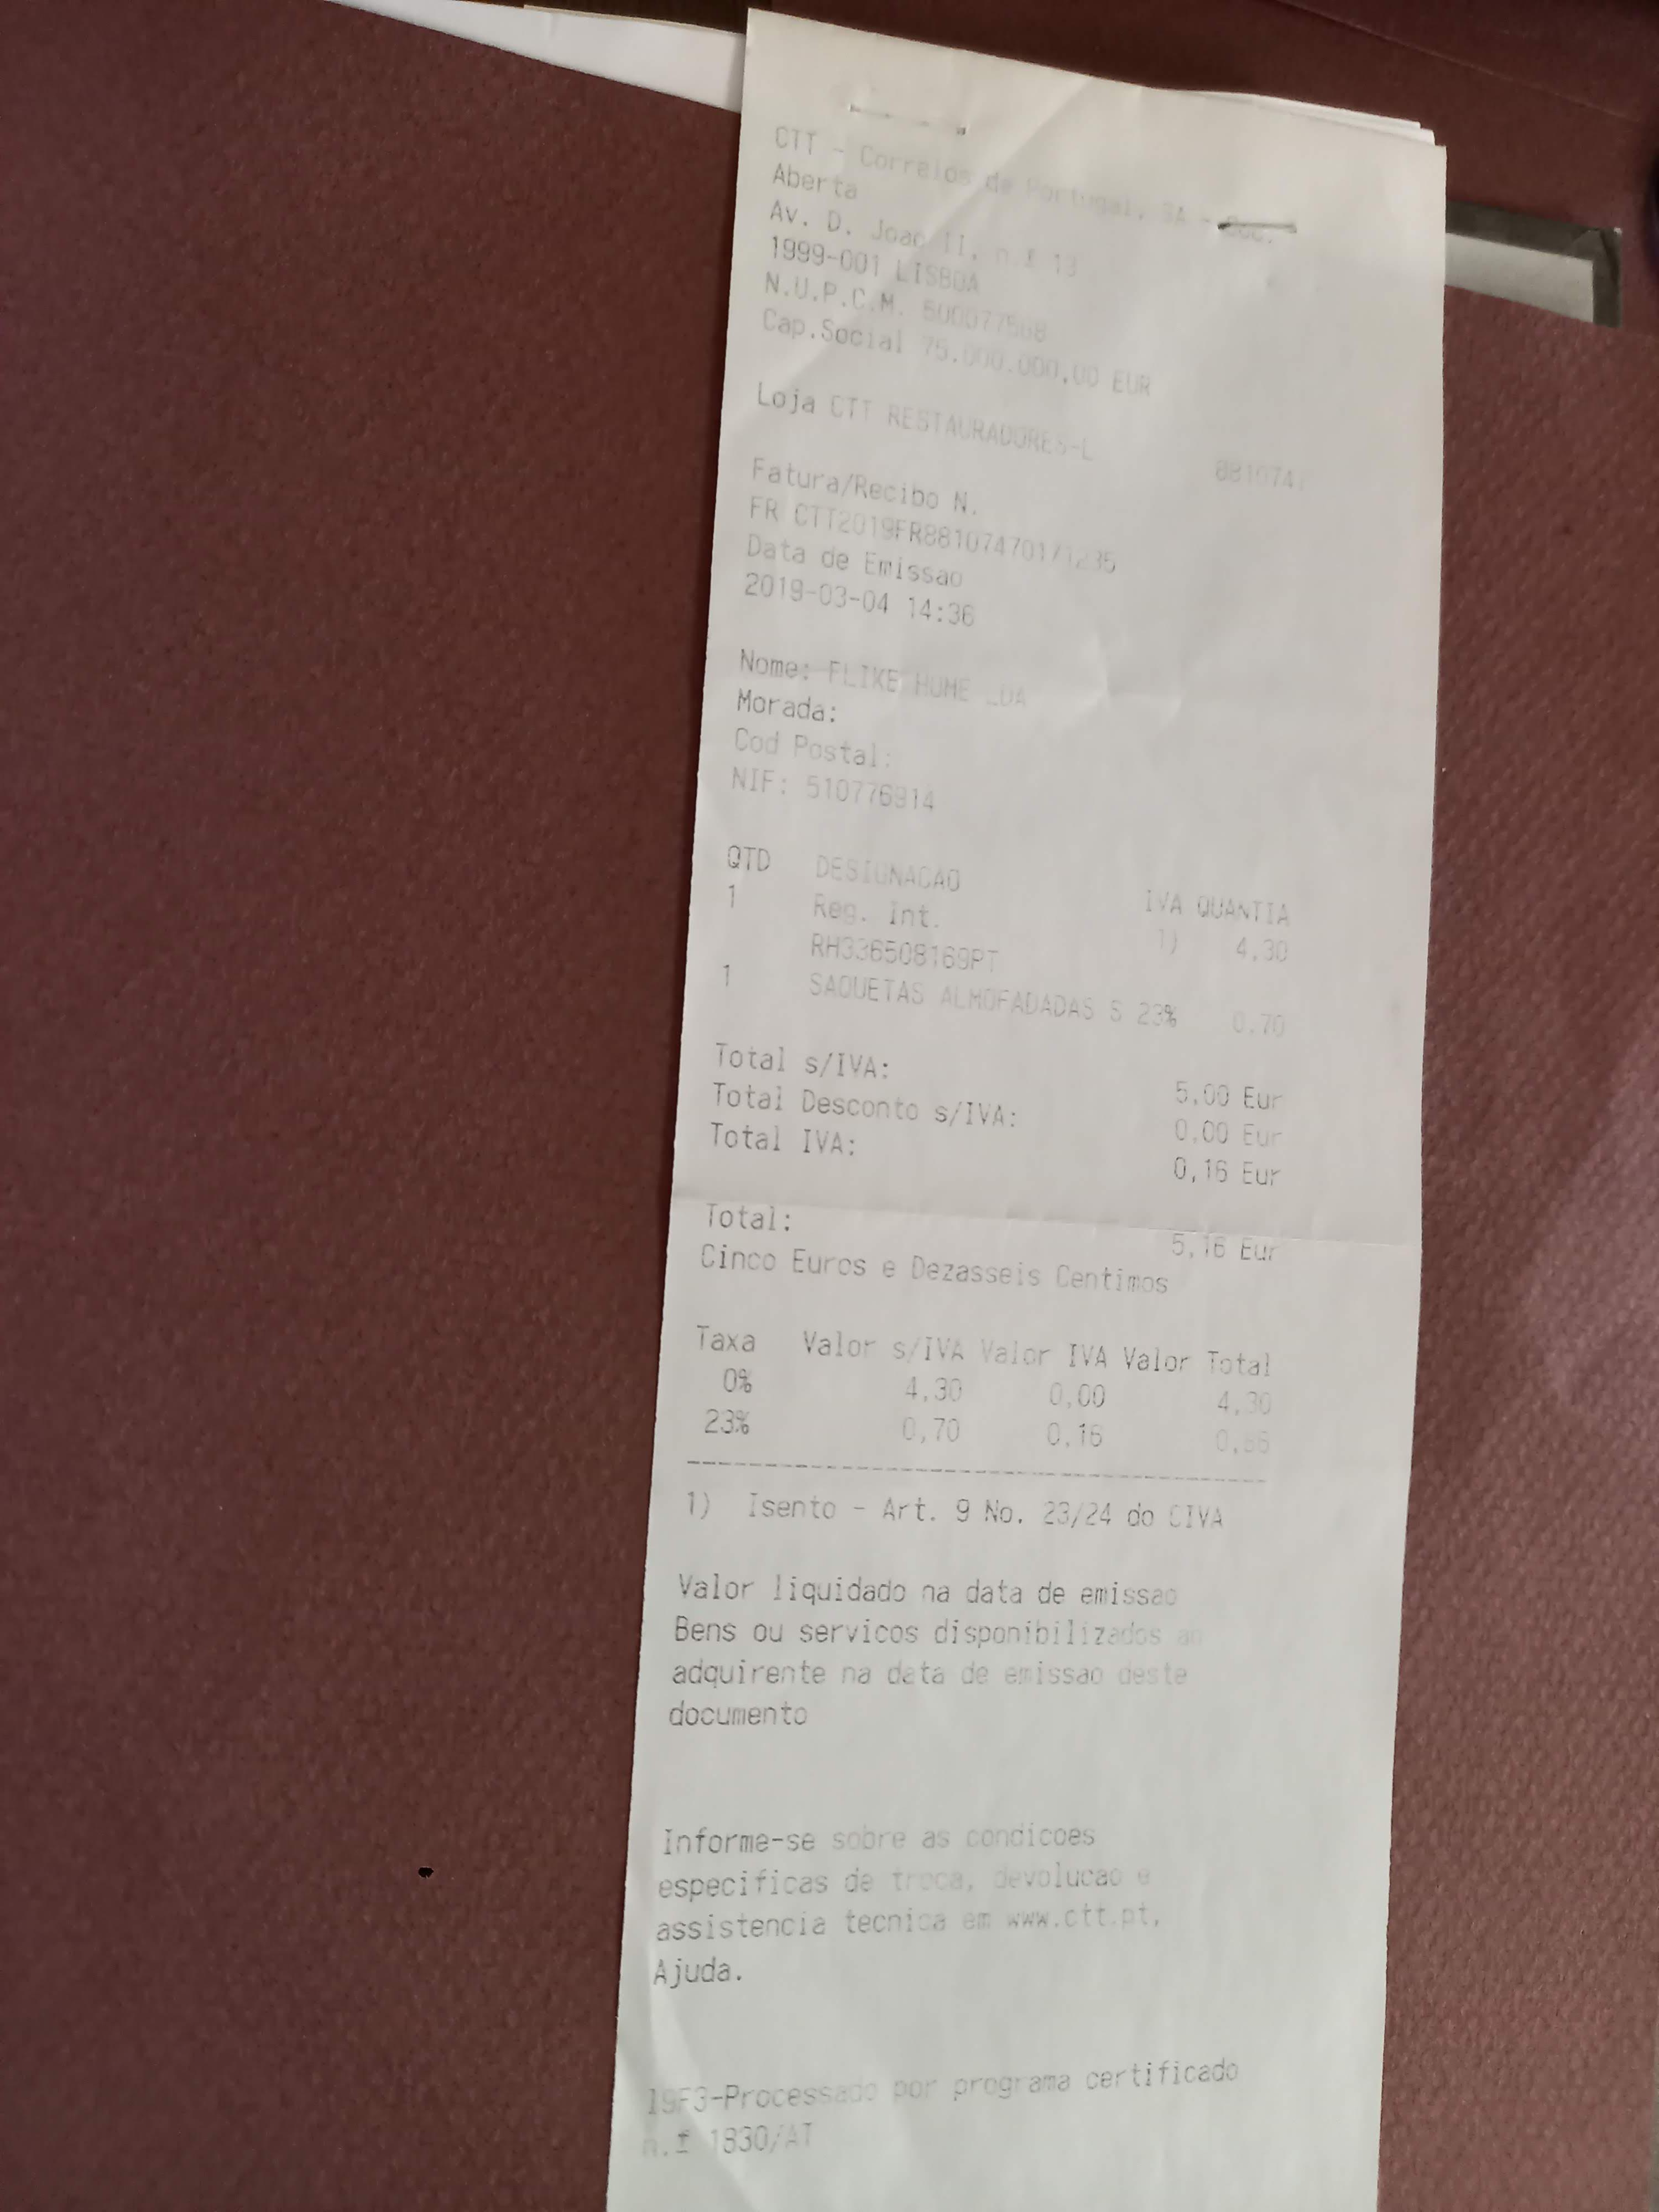 CTT - Correios de Portugal, SA - Soc.
Aberta
Av. D. Joao II, n.º 13
1999-001 LISBOA
N.U.P.C.M. 500077568
Cap.Social 75.000.000,00 EUR
Loja CTT RESTAURADORES-L
Fatura/Recibo N.
FR CTT2019FR88107470171235
Data de Emissao
2019-03-04 14:36
Nome: FLIKE HUME LDA
Morada:
Cod Postal:
NIF: 510776914
QTD DESIGNACAO IVA QUANTIA
1 Reg. Int. 1) 4,30
RH336508169PT
1 SAQUETAS ALMOFADADAS S 23% 0,70
Total s/IVA: 5,00 Eur
Total Desconto s/IVA: 0,00 Eur
Total IVA: 0,16 Eur
Total: 5,16 Eur
Cinco Euros e Dezasseis Centimos
Taxa Valor s/IVA Valor IVA Valor Total
0% 4,30 0,00 4,30
23% 0,70 0,16 0,86
1) Isento - Art. 9 No. 23/24 do CIVA
Valor liquidado na data de emissao
Bens ou servicos disponibilizados ao
adquirente na data de emissao deste
documento
Informe-se sobre as condicoes
especificas de troca, devolucao e
assistencia tecnica em www.ctt.pt,
Ajuda.
19F3-Processado por programa certificado
n.º 1830/AT